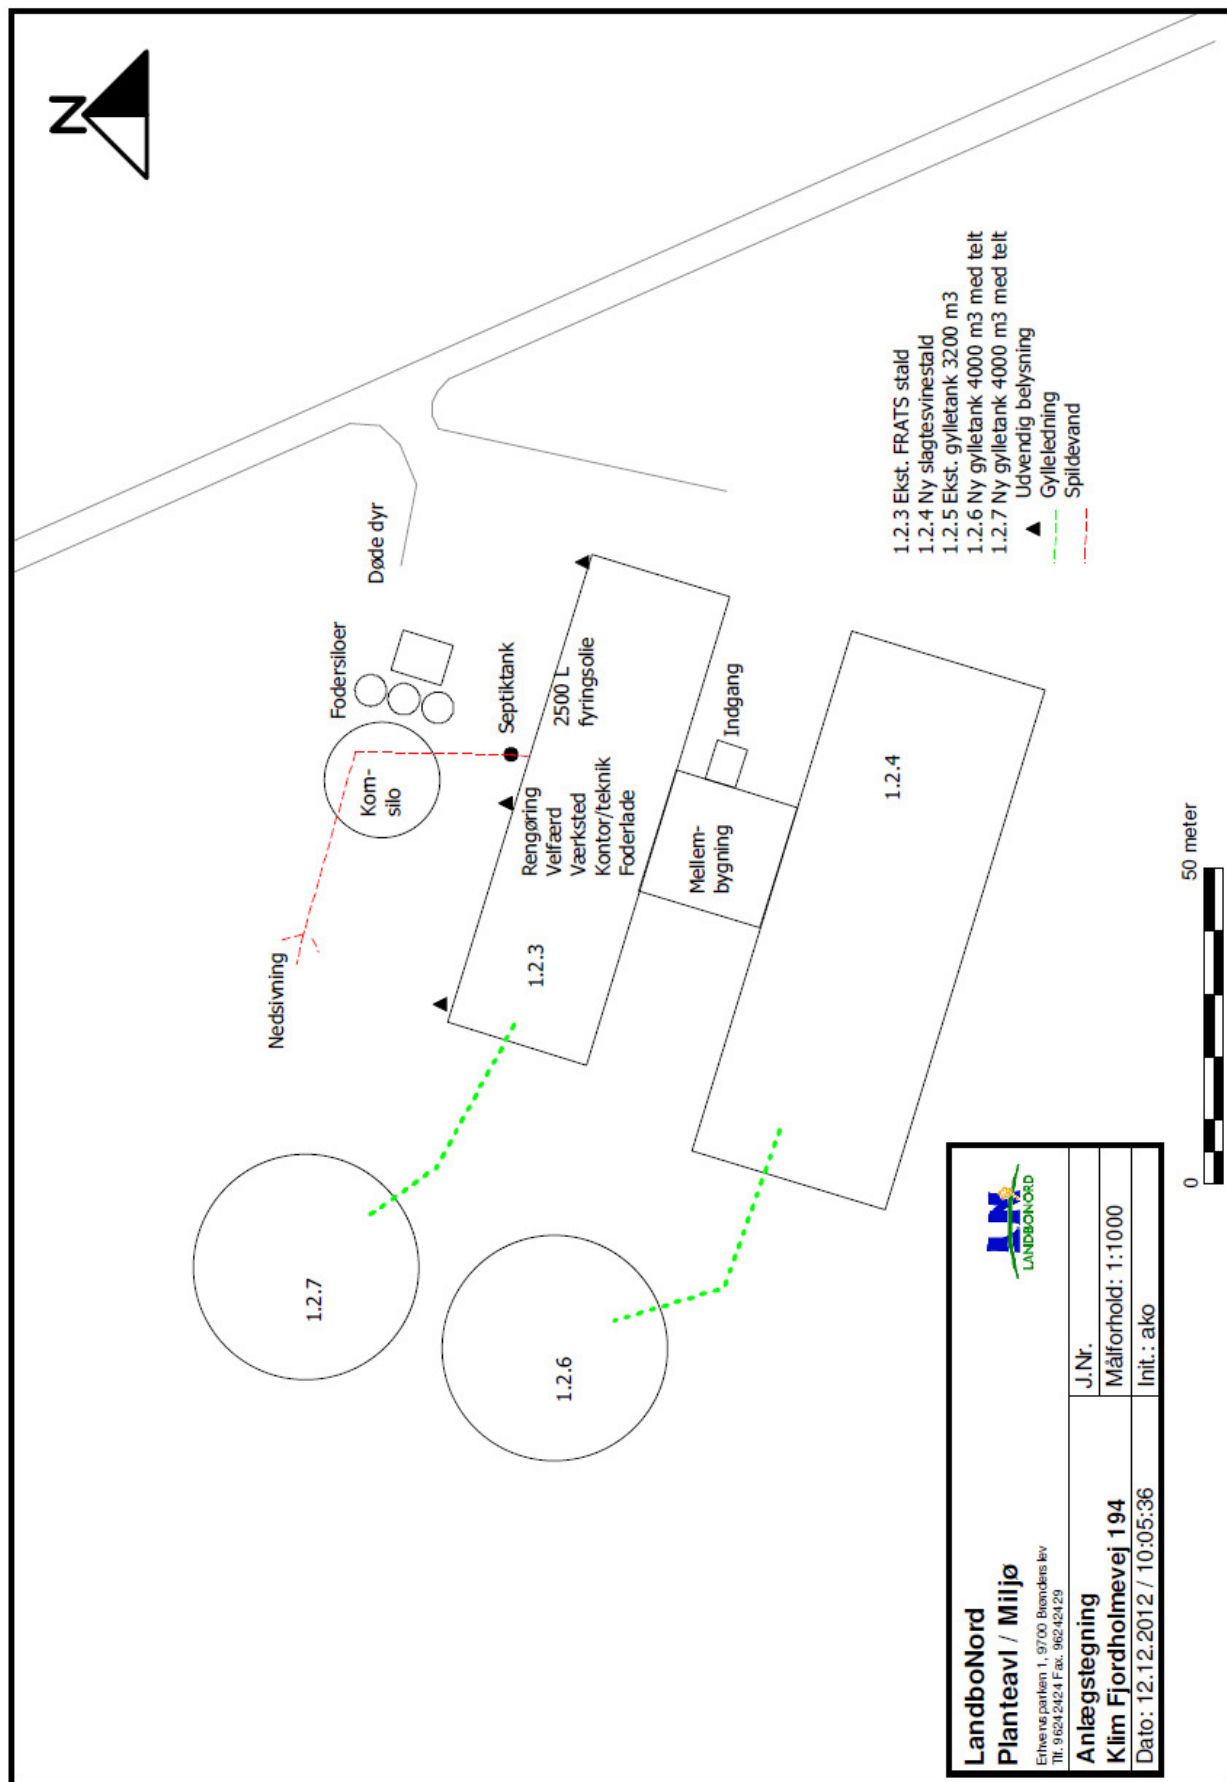 N
Døde dyr
Fodersiloer
Korn-
silo
Septiktank
Nedsivning
2500 L
fyringsolie
Rengøring
Velfærd
Værksted
Kontor/teknik
Foderlade
1.2.3
Mellem-
bygning
Indgang
1.2.4
1.2.7
1.2.6
1.2.3 Ekst. FRATS stald
1.2.4 Ny slagtesvinestald
1.2.5 Ekst. gylletank 3200 m3
1.2.6 Ny gylletank 4000 m3 med telt
1.2.7 Ny gylletank 4000 m3 med telt
Udvendig belysning
Gylleledning
Spildevand
0 50 meter
LandboNord
Planteavl / Miljø
Erhvervsparken 1, 9700 Brønderslev
Tlf. 96242424 Fax. 96242429
LN
LANDBONORD
Anlægstegning
Klim Fjordholmevej 194
Dato: 12.12.2012 / 10:05:36
J.Nr.
Målforhold: 1:1000
Init.: ako